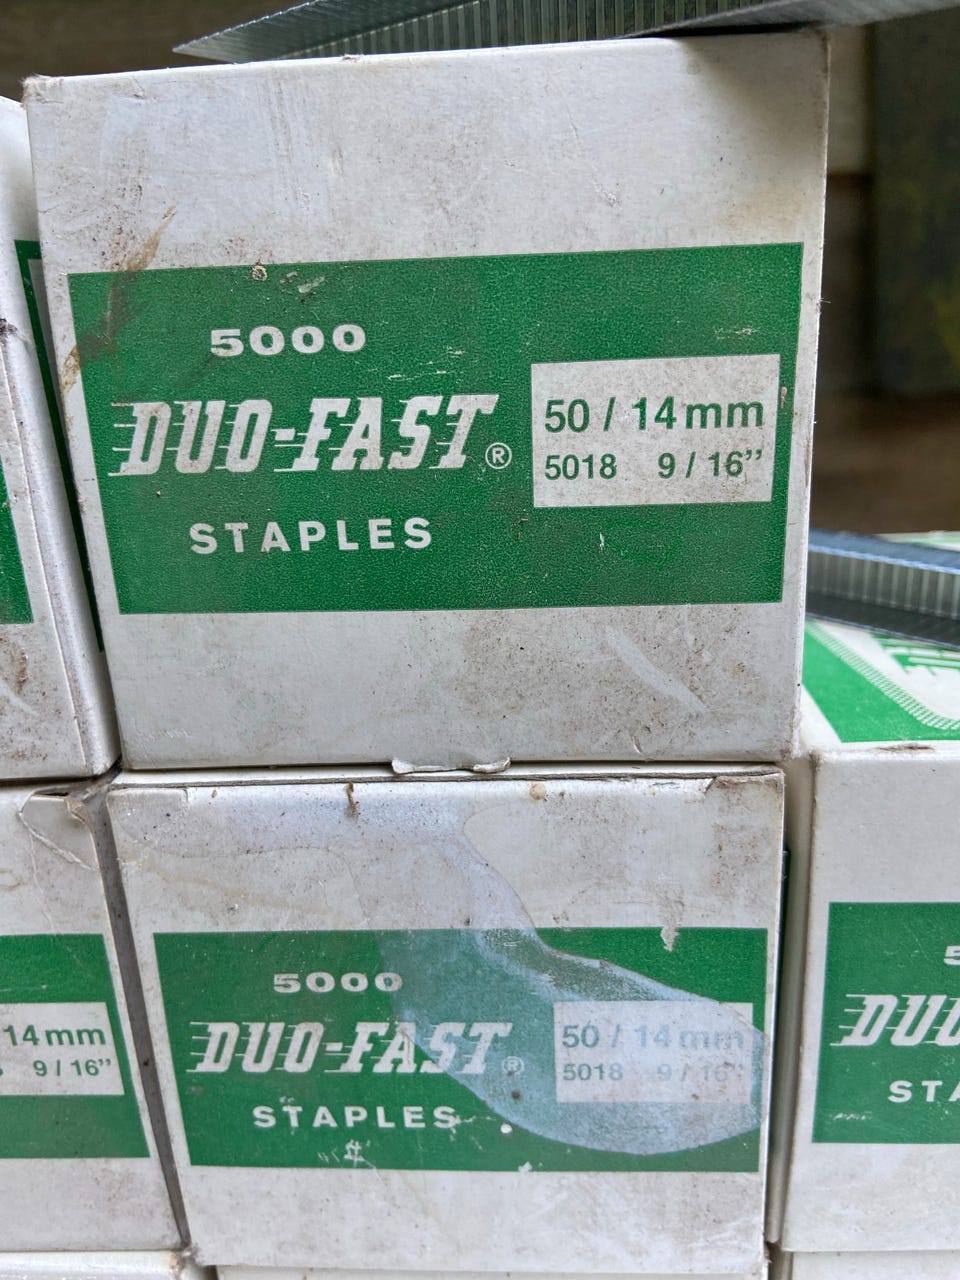 5000
DUO-FAST®
STAPLES
50 / 14mm
5018 9 / 16"
5000
DUO-FAST®
STAPLES
50 / 14mm
5018 9 / 16"
14mm
9 / 16"